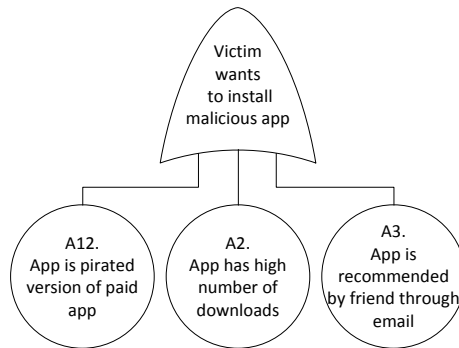 Victim
wants
to install
malicious app
A12.
App is pirated
version of paid
app
A2.
App has high
number of
downloads
A3.
App is
recommended
by friend through
email